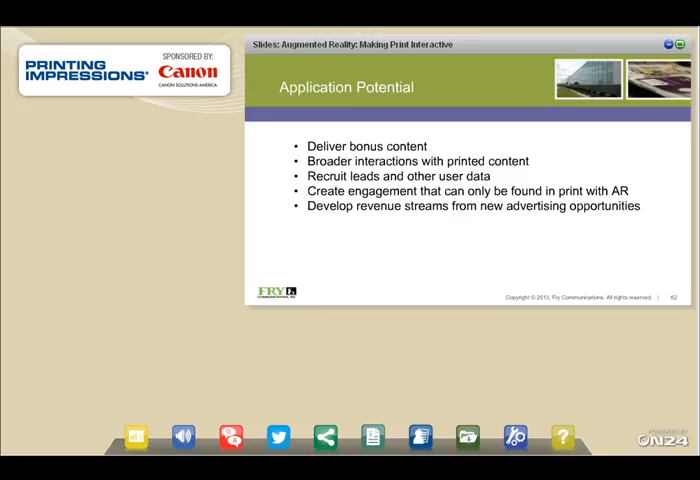 Slides: Augmented Reality: Making Print Interactive
PRINTING
IMPRESSIONS
SPONSORED BY:
Canon
CANON SOLUTIONS AMERICA
Application Potential
• Deliver bonus content
• Broader interactions with printed content
• Recruit leads and other user data
• Create engagement that can only be found in print with AR
• Develop revenue streams from new advertising opportunities
FRY
COMMUNICATIONS, INC
Copyright © 2013, Fry Communications. All rights reserved. | 62
Q
A
?
POWERED BY
ON24